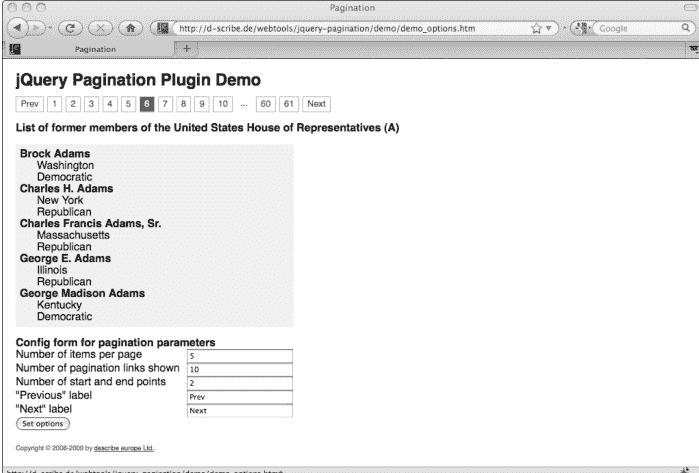 Pagination
http://d-scribe.de/webtools/jquery-pagination/demo/demo_options.htm
Google
Pagination
+
jQuery Pagination Plugin Demo
Prev 1 2 3 4 5 6 7 8 9 10 ... 60 61 Next
List of former members of the United States House of Representatives (A)
Brock Adams
Washington
Democratic
Charles H. Adams
New York
Republican
Charles Francis Adams, Sr.
Massachusetts
Republican
George E. Adams
Illinois
Republican
George Madison Adams
Kentucky
Democratic
Config form for pagination parameters
Number of items per page 5
Number of pagination links shown 10
Number of start and end points 2
"Previous" label Prev
"Next" label Next
Set options
Copyright © 2008-2009 by describe europe Ltd..